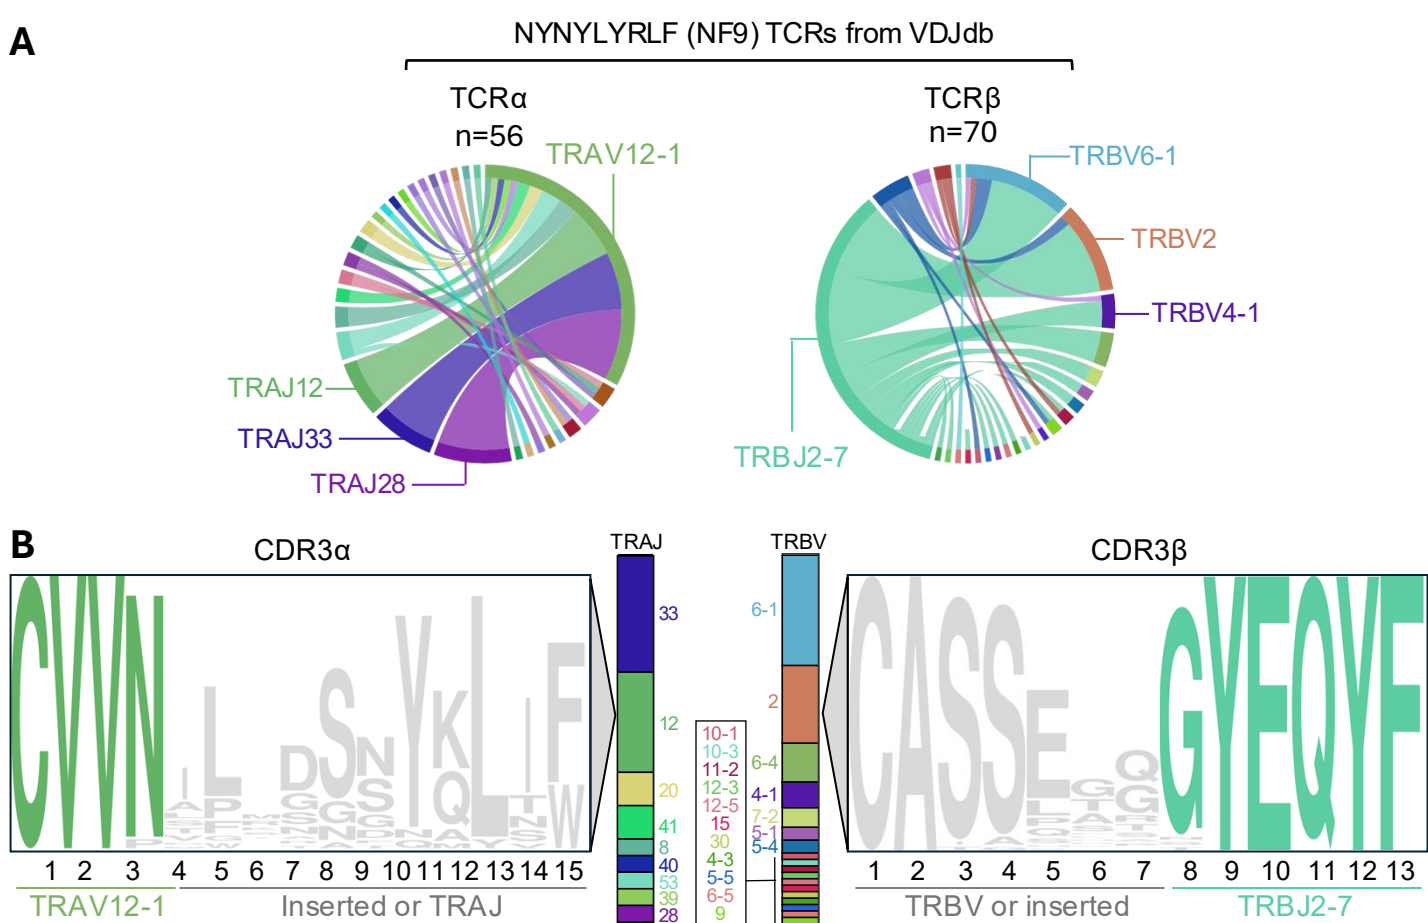 A
NYNYLYRLF (NF9) TCRs from VDJdb
TCRα
n=56
TCRβ
n=70
TRAV12-1
TRBV6-1
TRBV2
TRBV4-1
TRAJ12
TRAJ33
TRAJ28
TRBJ2-7
B
CDR3α
TRAJ
TRBV
CDR3β
33
12
20
41
8
40
53
39
28
10-1
10-3
11-2
12-3
12-5
15
30
4-3
5-5
6-5
9
6-1
2
6-4
4-1
7-2
5-1
5-4
CVVN
I L D S N Y K L I F
CASSE G Q GYEQYF
1 2 3 4 5 6 7 8 9 10 11 12 13 14 15
1 2 3 4 5 6 7 8 9 10 11 12 13
TRAV12-1
Inserted or TRAJ
TRBV or inserted
TRBJ2-7